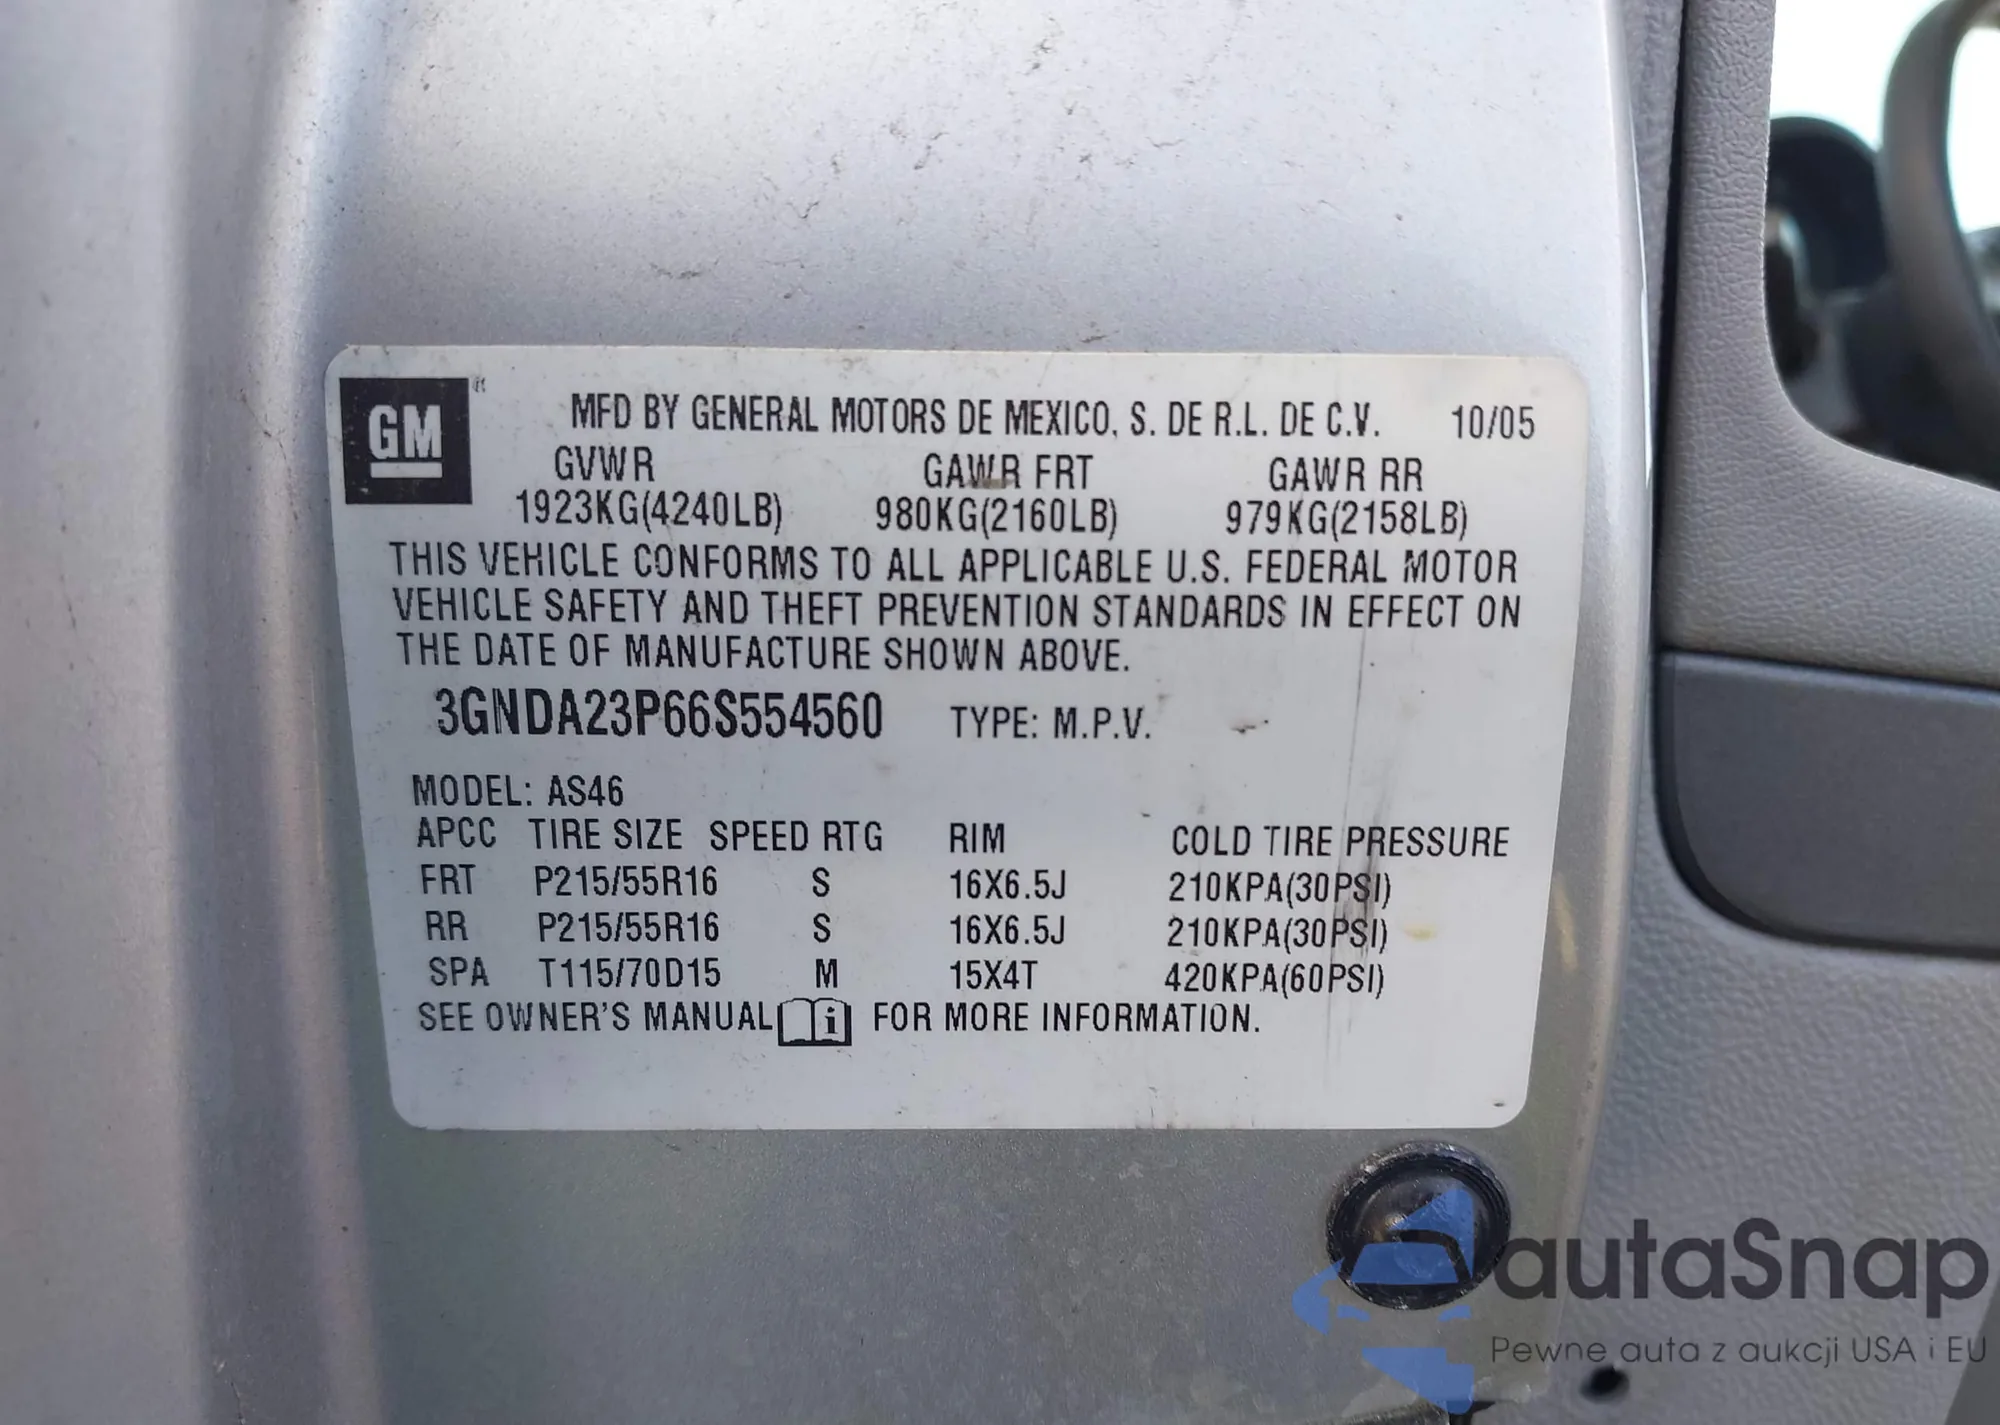 GM ® MFD BY GENERAL MOTORS DE MEXICO, S. DE R.L. DE C.V. 10/05
GVWR GAWR FRT GAWR RR
1923KG(4240LB) 980KG(2160LB) 979KG(2158LB)
THIS VEHICLE CONFORMS TO ALL APPLICABLE U.S. FEDERAL MOTOR
VEHICLE SAFETY AND THEFT PREVENTION STANDARDS IN EFFECT ON
THE DATE OF MANUFACTURE SHOWN ABOVE.
3GNDA23P66S554560 TYPE: M.P.V.
MODEL: AS46
APCC TIRE SIZE SPEED RTG RIM COLD TIRE PRESSURE
FRT P215/55R16 S 16X6.5J 210KPA(30PSI)
RR P215/55R16 S 16X6.5J 210KPA(30PSI)
SPA T115/70D15 M 15X4T 420KPA(60PSI)
SEE OWNER'S MANUAL i FOR MORE INFORMATION.
autaSnap
Pewne auta z aukcji USA i EU